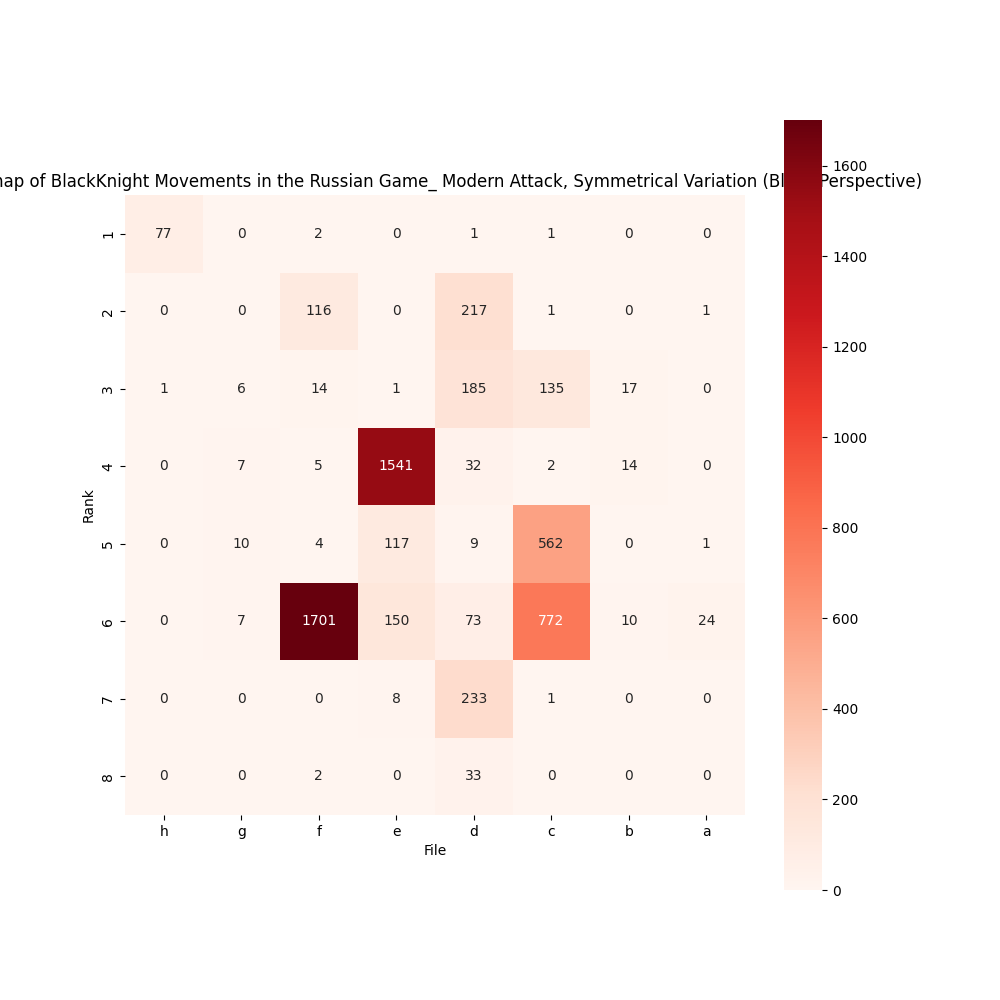 map of BlackKnight Movements in the Russian Game_ Modern Attack, Symmetrical Variation (Bl Perspective)
1 77 0 2 0 1 1 0 0
2 0 0 116 0 217 1 0 1
3 1 6 14 1 185 135 17 0
4 0 7 5 1541 32 2 14 0
5 0 10 4 117 9 562 0 1
6 0 7 1701 150 73 772 10 24
7 0 0 0 8 233 1 0 0
8 0 0 2 0 33 0 0 0
h g f e d c b a
File
Rank
1600
1400
1200
1000
800
600
400
200
0